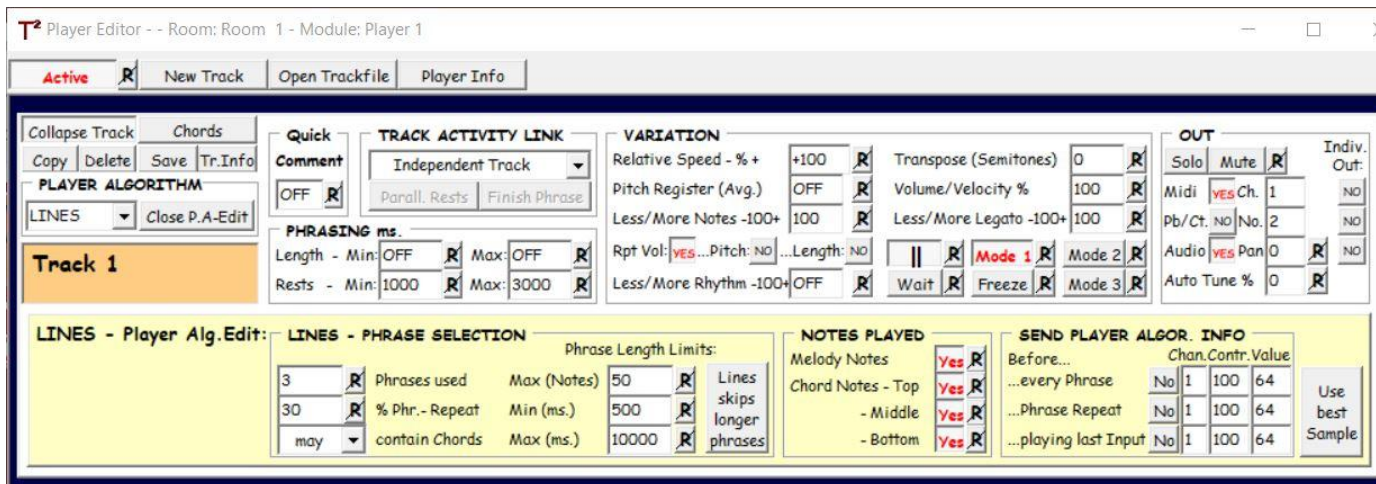 T² Player Editor - - Room: Room 1 - Module: Player 1
Active R New Track Open Trackfile Player Info
Collapse Track Chords
Copy Delete Save Tr.Info
PLAYER ALGORITHM
LINES Close P.A-Edit
Track 1
Quick
Comment
OFF R
TRACK ACTIVITY LINK
Independent Track
Parall. Rests Finish Phrase
PHRASING ms.
Length - Min: OFF R Max: OFF R
Rests - Min: 1000 R Max: 3000 R
VARIATION
Relative Speed - % + +100 R Transpose (Semitones) 0 R
Pitch Register (Avg.) OFF R Volume/Velocity % 100 R
Less/More Notes -100+ 100 R Less/More Legato -100+ 100 R
Rpt Vol: YES ...Pitch: NO ...Length: NO || R Mode 1 R Mode 2 R
Less/More Rhythm -100+ OFF R Wait R Freeze R Mode 3 R
OUT
Indiv.
Out:
Solo Mute R
Midi YES Ch. 1 NO
Pb/Ct. NO No. 2 NO
Audio YES Pan 0 R NO
Auto Tune % 0 R
LINES - Player Alg.Edit:
LINES - PHRASE SELECTION
Phrase Length Limits:
3 R Phrases used Max (Notes) 50 R
30 R % Phr.- Repeat Min (ms.) 500 R
may contain Chords Max (ms.) 10000 R
Lines
skips
longer
phrases
NOTES PLAYED
Melody Notes Yes R
Chord Notes - Top Yes R
- Middle Yes R
- Bottom Yes R
SEND PLAYER ALGOR. INFO
Before... Chan.Contr.Value
...every Phrase No 1 100 64
...Phrase Repeat No 1 100 64
...playing last Input No 1 100 64
Use
best
Sample